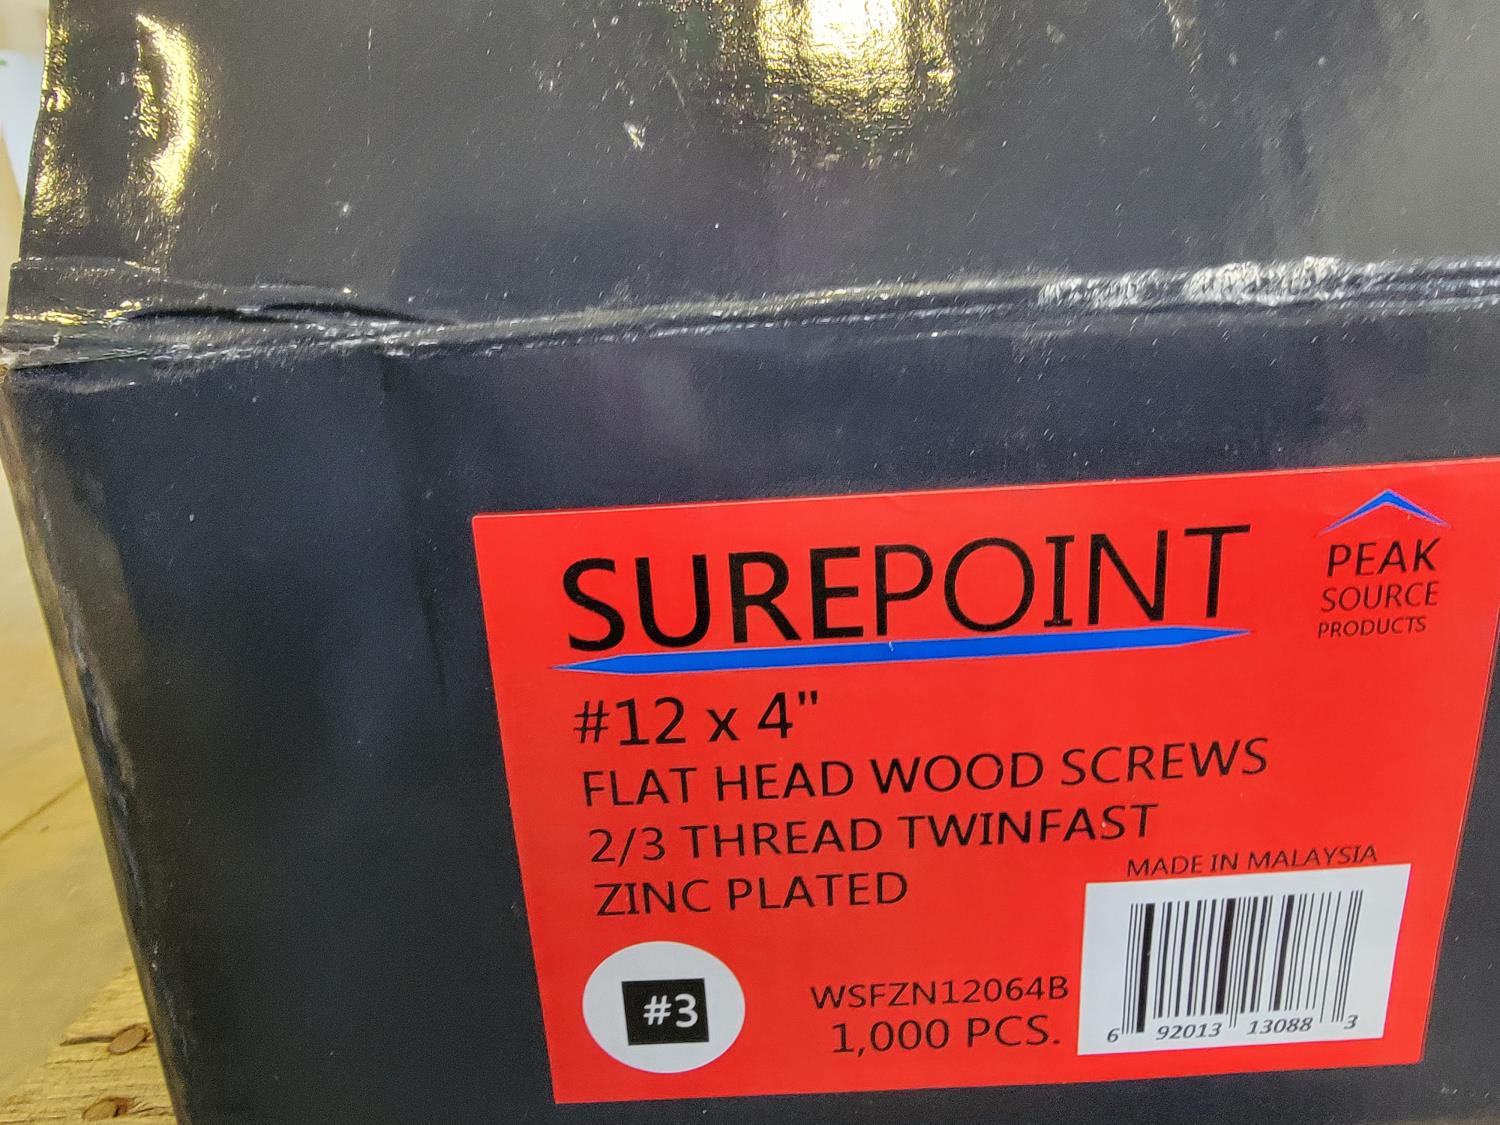 SUREPOINT
PEAK
SOURCE
PRODUCTS
#12 x 4"
FLAT HEAD WOOD SCREWS
2/3 THREAD TWINFAST
ZINC PLATED
MADE IN MALAYSIA
#3
WSFZN12064B
1,000 PCS.
6 92013 13088 3